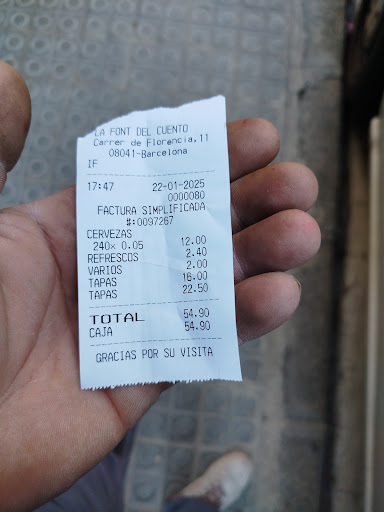 LA FONT DEL CUENTO
Carrer de Florencia,11
08041-Barcelona
IF
17:47 22-01-2025
0000080
FACTURA SIMPLIFICADA
#:0097267
CERVEZAS 12.00
240x 0.05
REFRESCOS 2.40
VARIOS 2.00
TAPAS 16.00
TAPAS 22.50
TOTAL 54.90
CAJA 54.90
GRACIAS POR SU VISITA